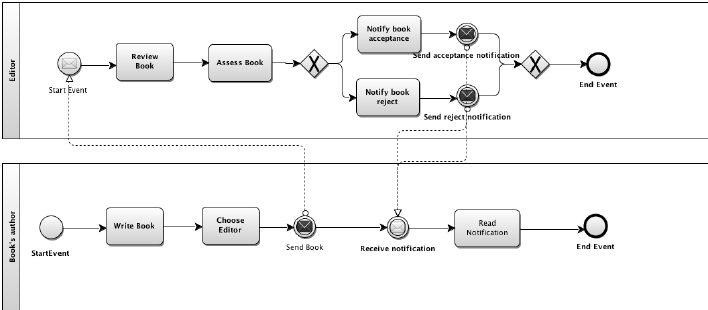 Editor
Start Event
Review
Book
Assess Book
X
Notify book
acceptance
Send acceptance notification
Notify book
reject
Send reject notification
X
End Event
Book's author
StartEvent
Write Book
Choose
Editor
Send Book
Receive notification
Read
Notification
End Event